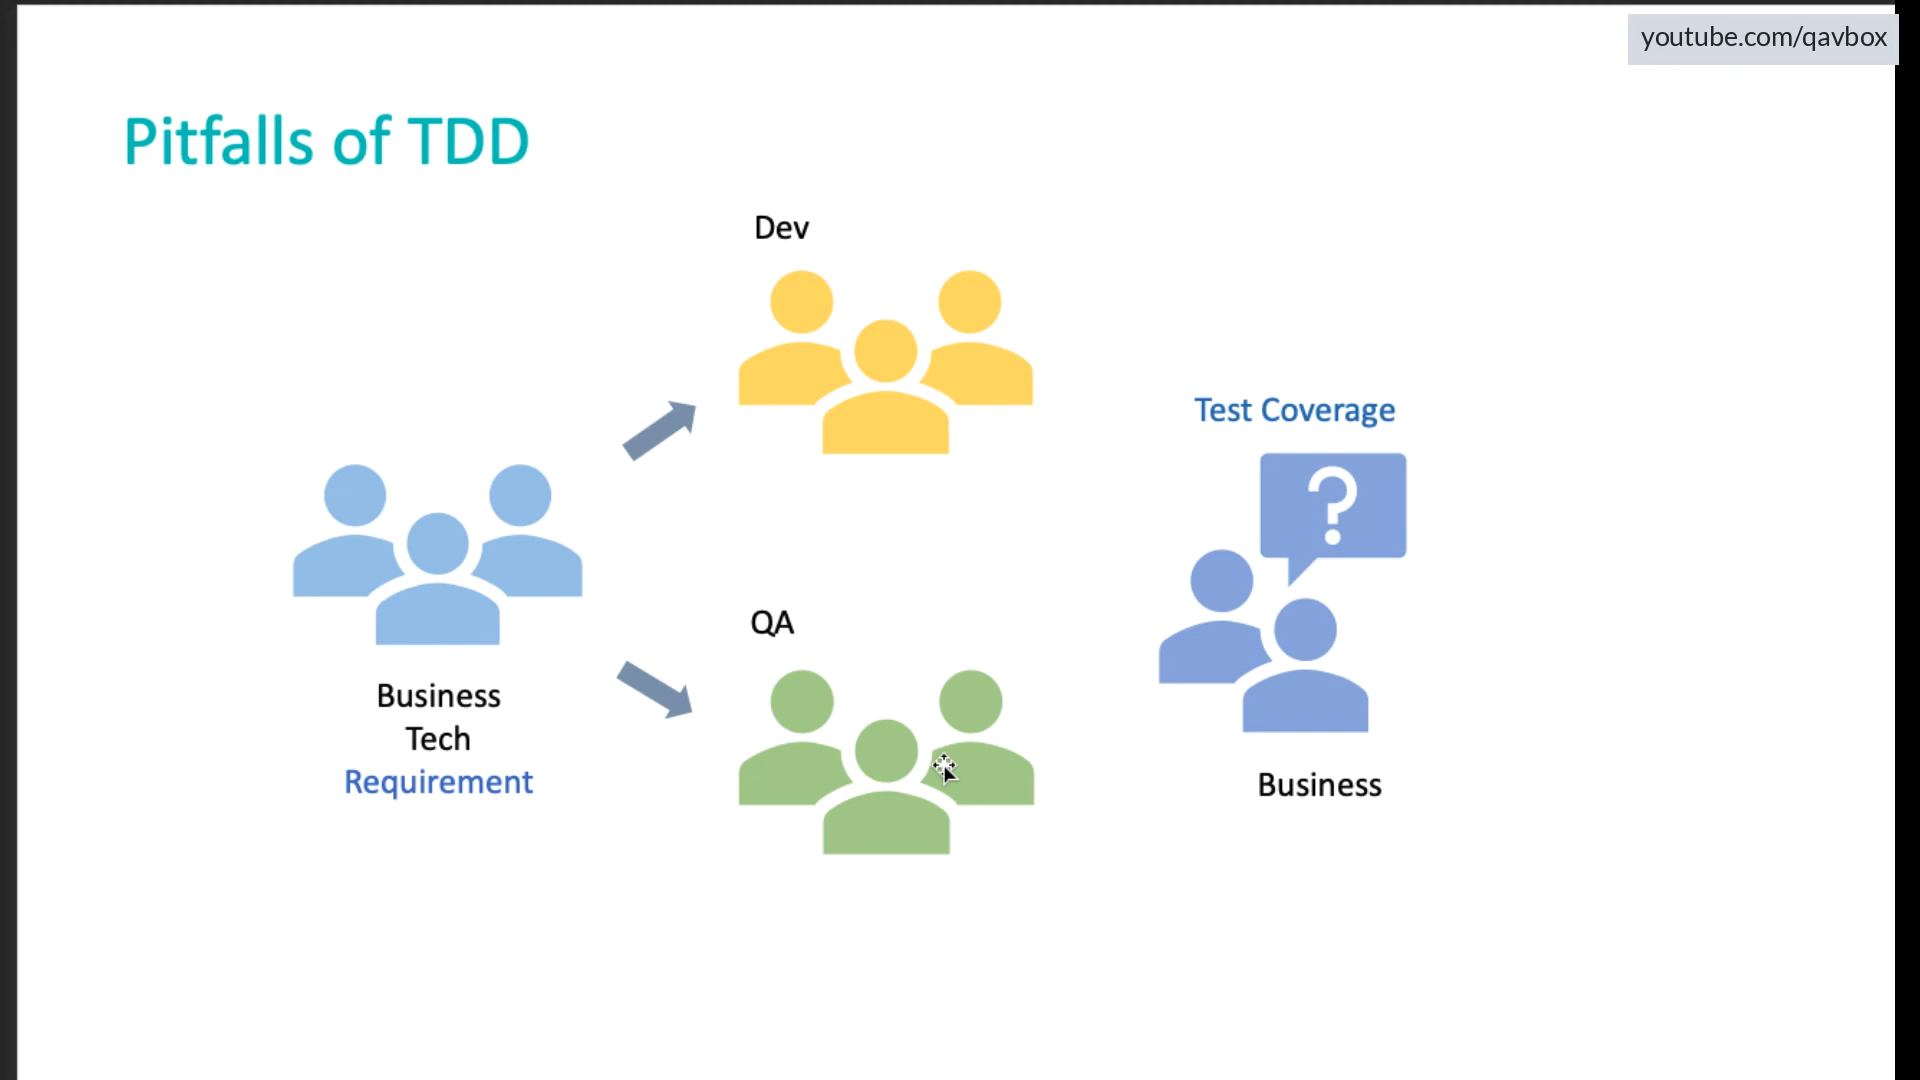 youtube.com/qavbox
Pitfalls of TDD
Dev
Test Coverage
?
QA
Business
Tech
Requirement
Business